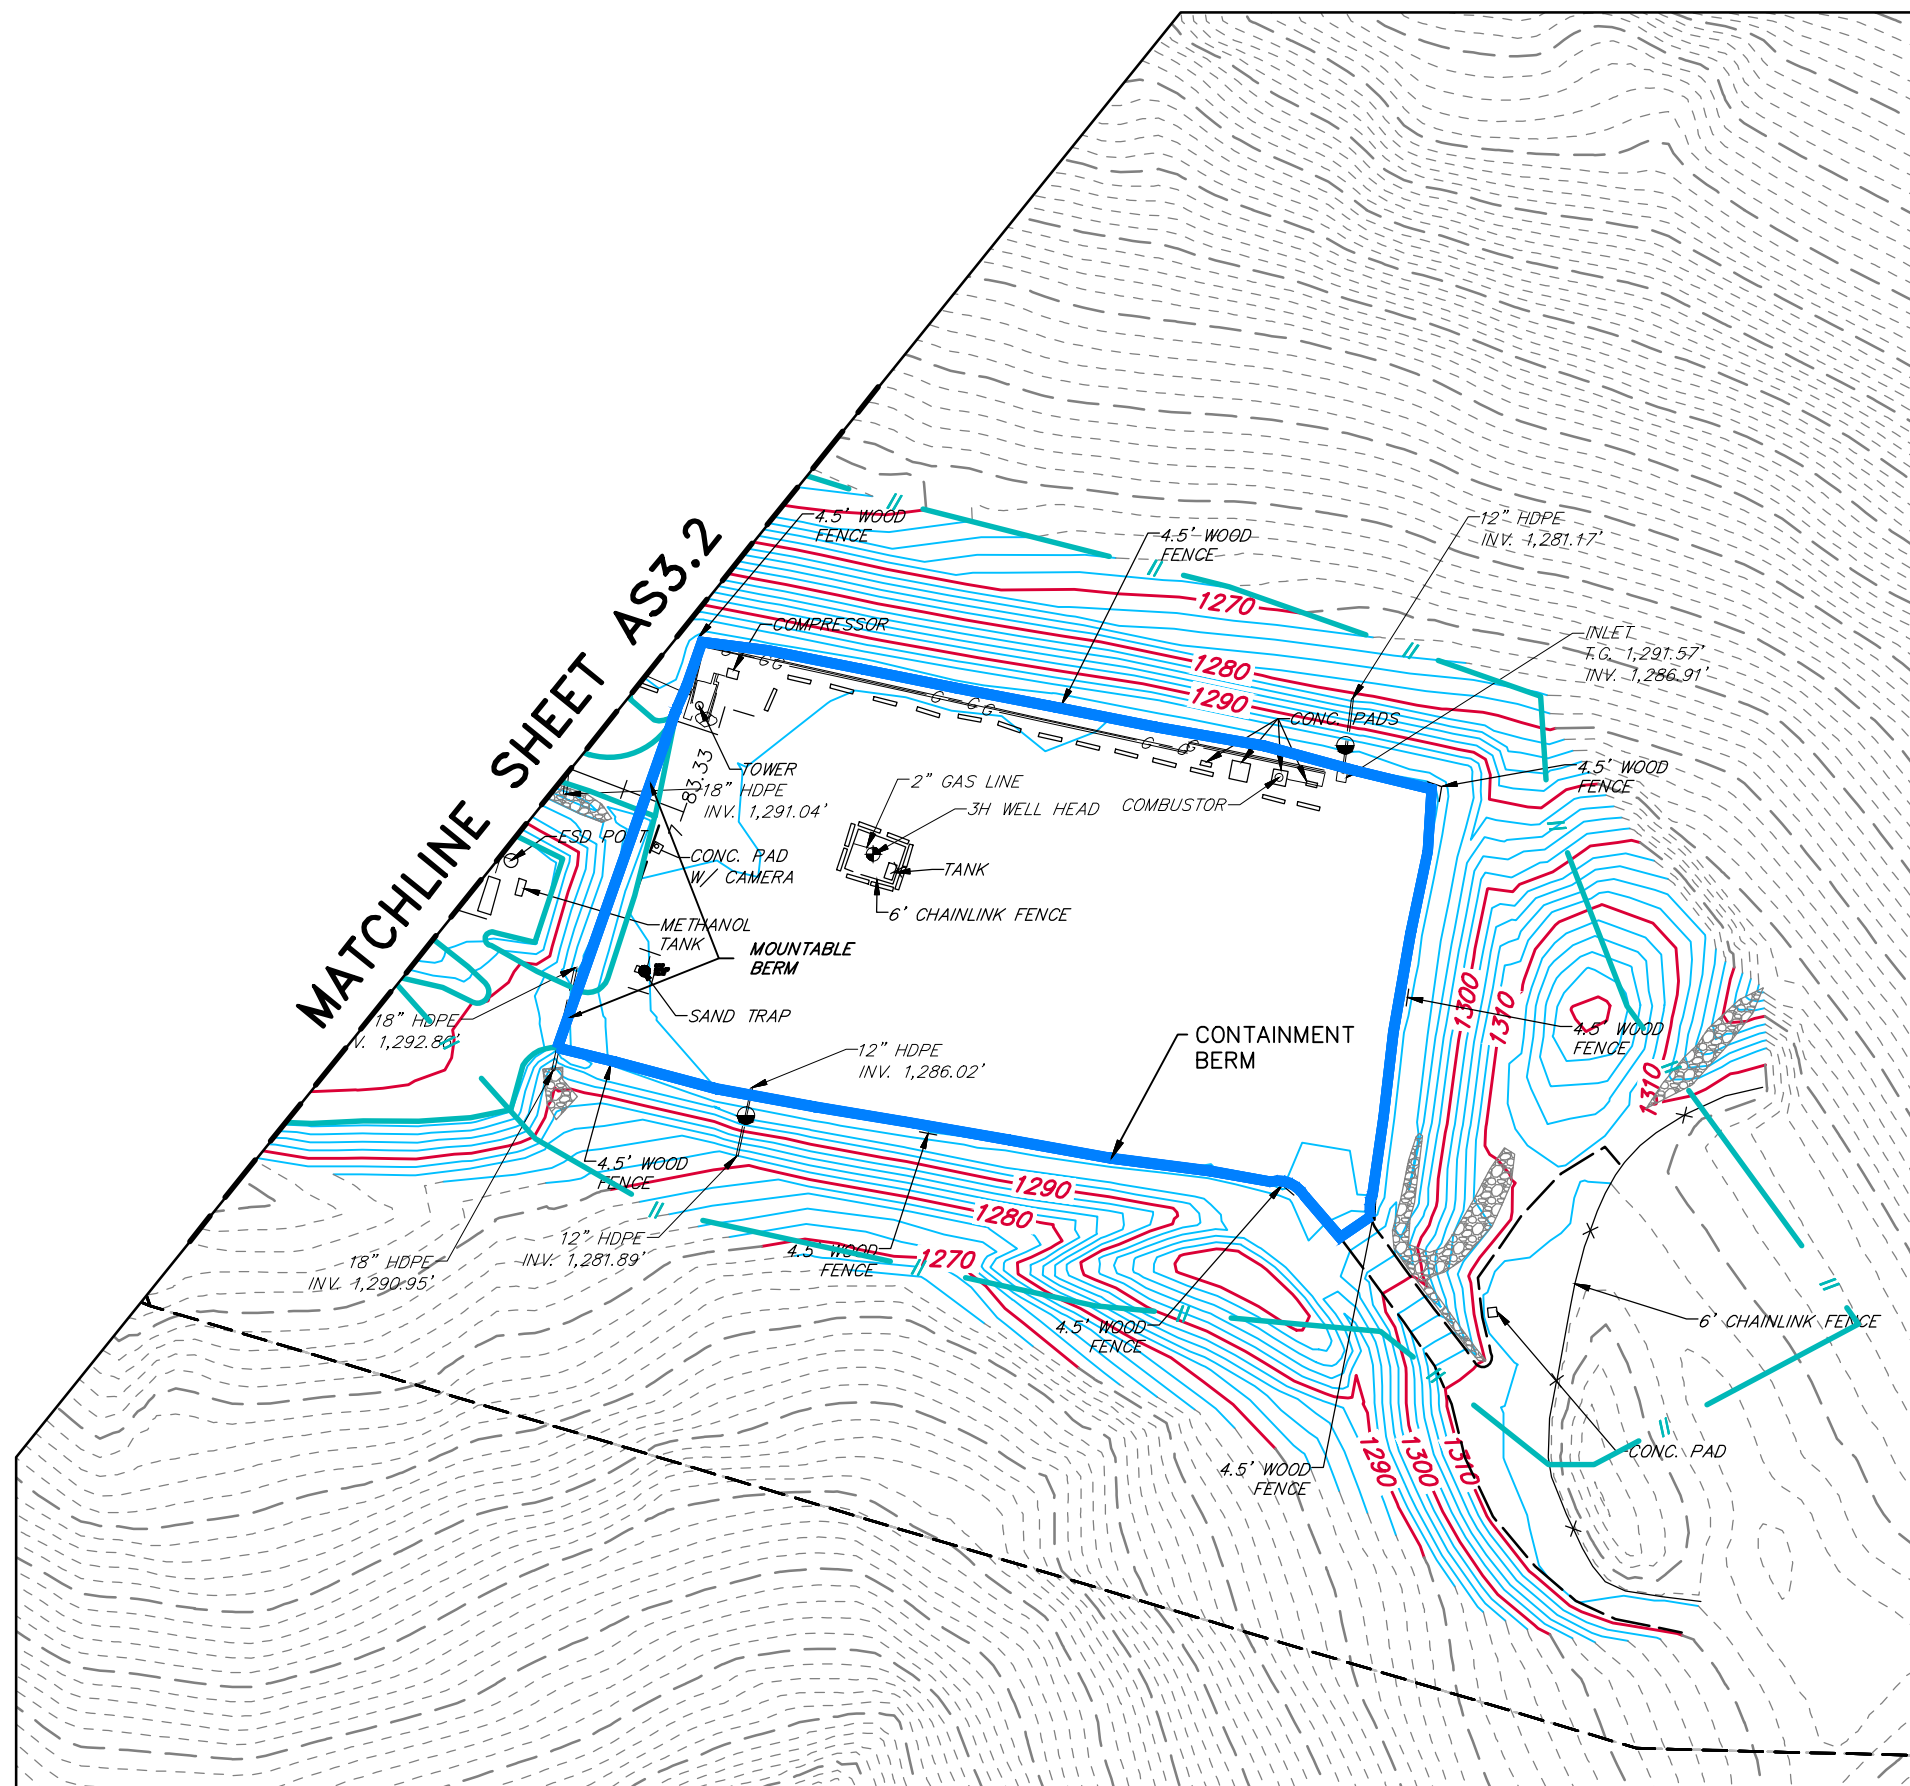 MATCHLINE SHEET AS3.2
4.5' WOOD
FENCE
4.5' WOOD
FENCE
12" HDPE
INV. 1,281.17'
1270
COMPRESSOR
INLET
T.G. 1,291.57'
INV. 1,286.91'
1280
1290
G
G G
G
G G
G
G
G
CONC. PADS
4.5' WOOD
FENCE
TOWER
83.33
18" HDPE
INV. 1,291.04'
2" GAS LINE
3H WELL HEAD
COMBUSTOR
CONC. PAD
W/ CAMERA
TANK
6' CHAINLINK FENCE
METHANOL
TANK
MOUNTABLE
BERM
SAND TRAP
18" HDPE
1300
1310
4.5' WOOD
FENCE
CONTAINMENT
BERM
12" HDPE
INV. 1,286.02'
1310
4.5' WOOD
FENCE
1290
1280
1270
12" HDPE
INV. 1,281.89'
4.5' WOOD
FENCE
18" HDPE
INV. 1,290.95'
4.5' WOOD
FENCE
6' CHAINLINK FENCE
CONC. PAD
4.5' WOOD
FENCE
1290
1300
1310